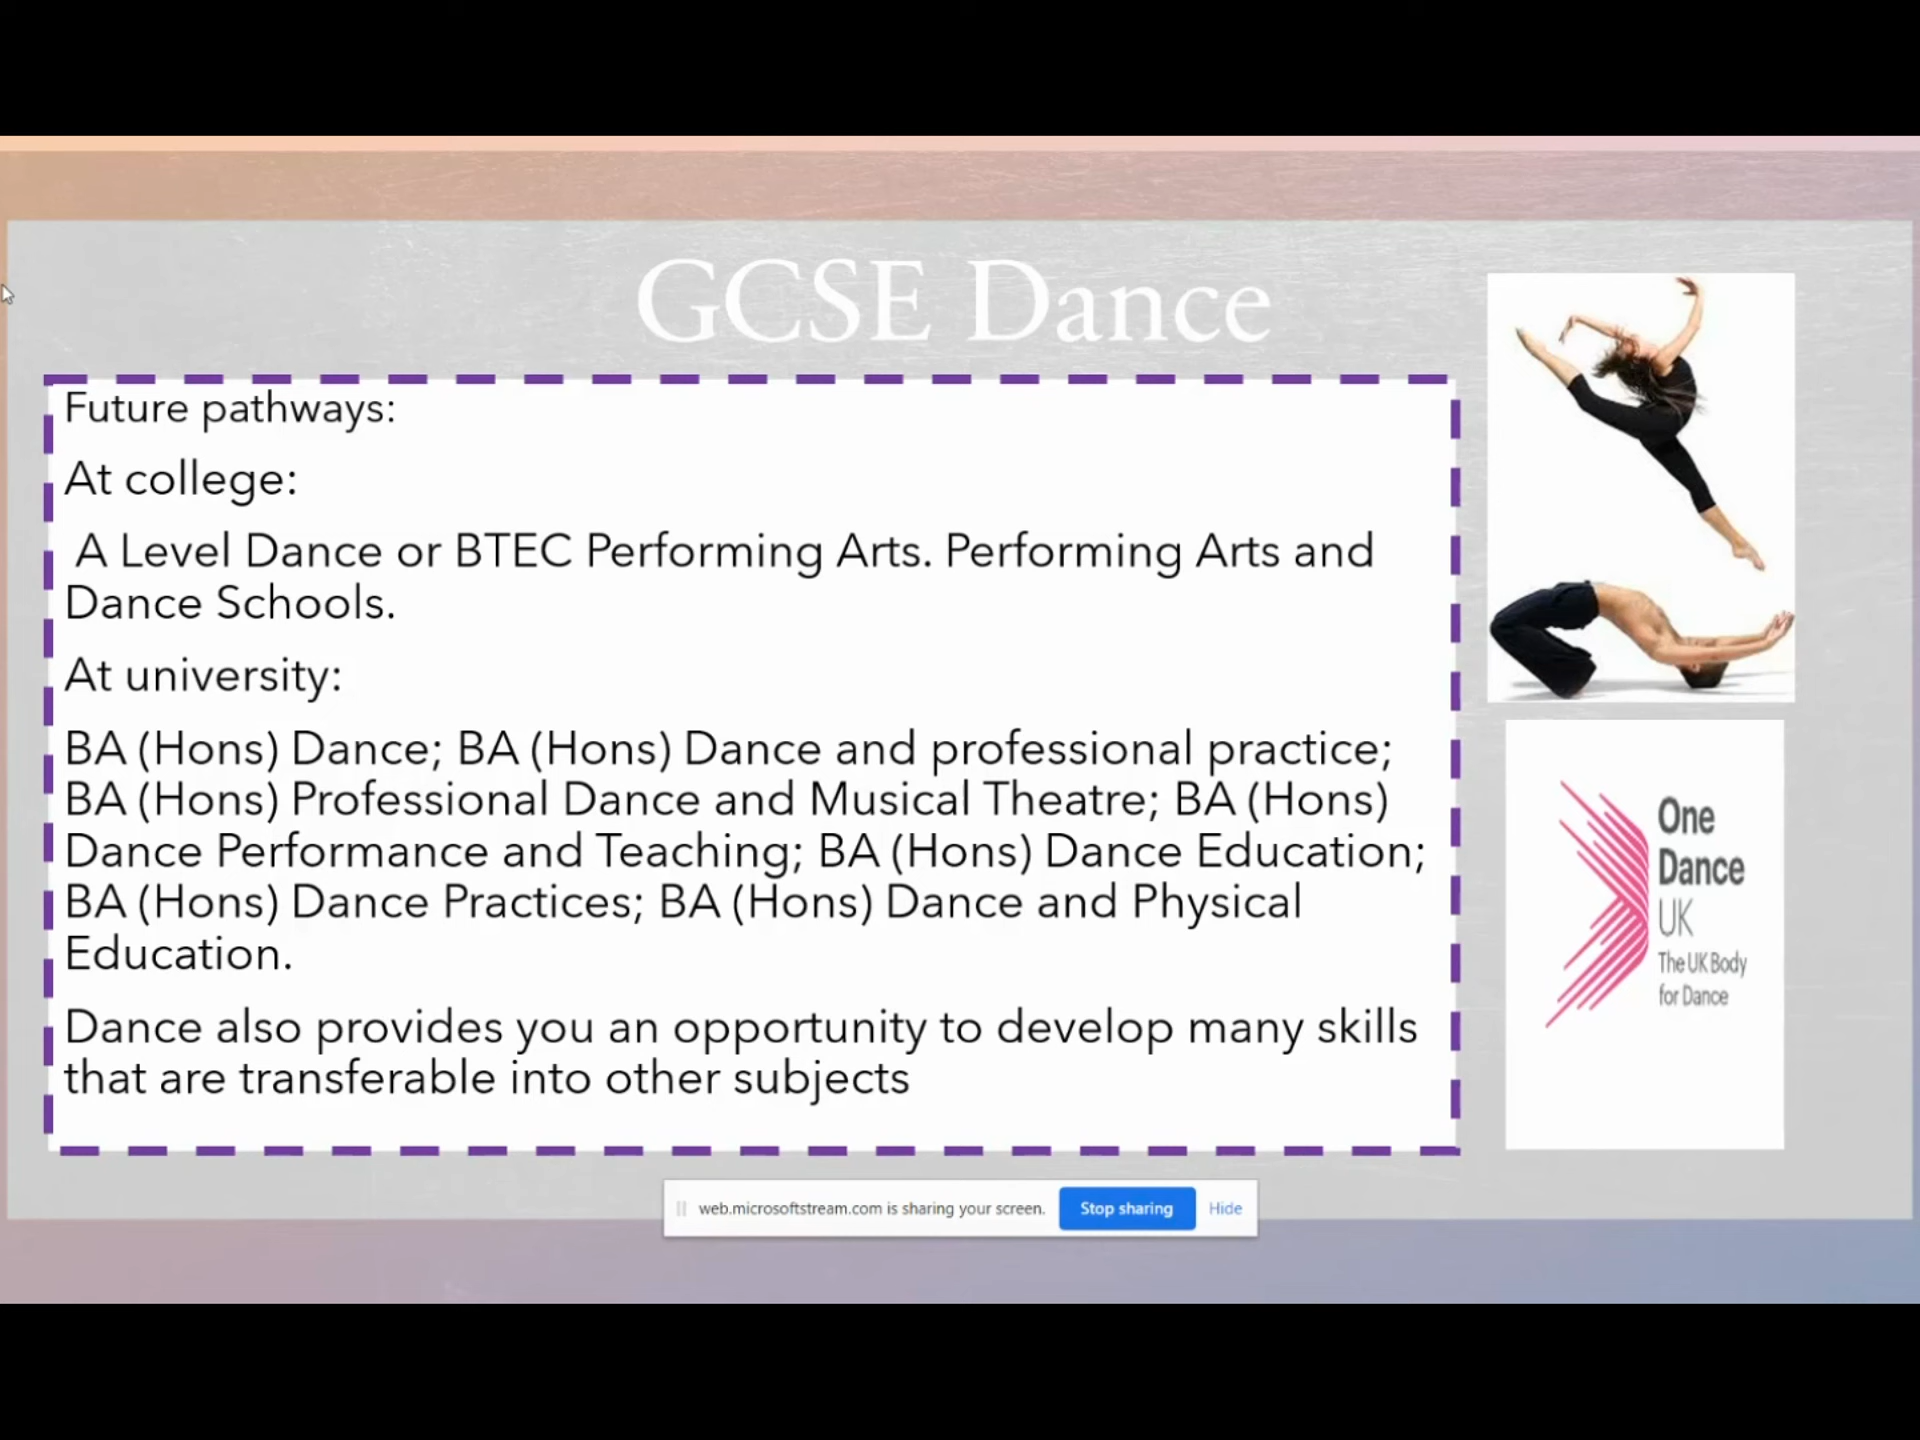 GCSE Dance
Future pathways:
At college:
A Level Dance or BTEC Performing Arts. Performing Arts and
Dance Schools.
At university:
BA (Hons) Dance; BA (Hons) Dance and professional practice;
BA (Hons) Professional Dance and Musical Theatre; BA (Hons)
Dance Performance and Teaching; BA (Hons) Dance Education;
BA (Hons) Dance Practices; BA (Hons) Dance and Physical
Education.
Dance also provides you an opportunity to develop many skills
that are transferable into other subjects
One
Dance
UK
The UK Body
for Dance
web.microsoftstream.com is sharing your screen. Stop sharing Hide